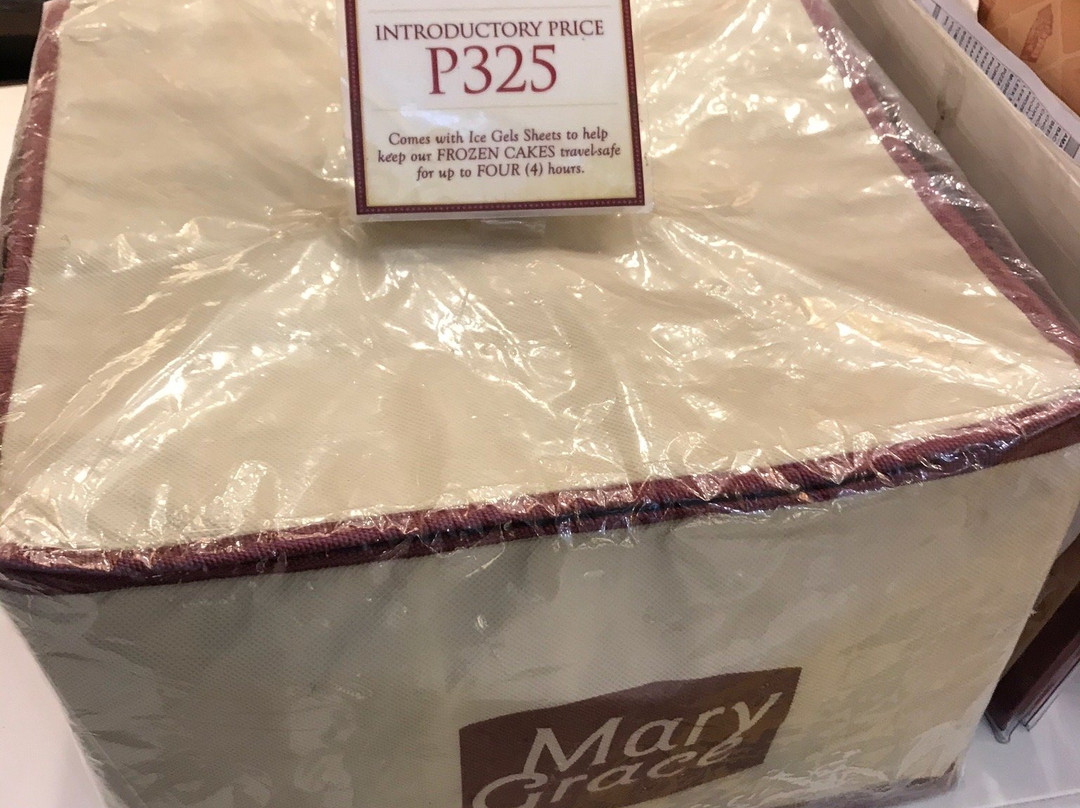 INTRODUCTORY PRICE
P325
Comes with Ice Gels Sheets to help
keep our FROZEN CAKES travel-safe
for up to FOUR (4) hours.
Mary
Grace